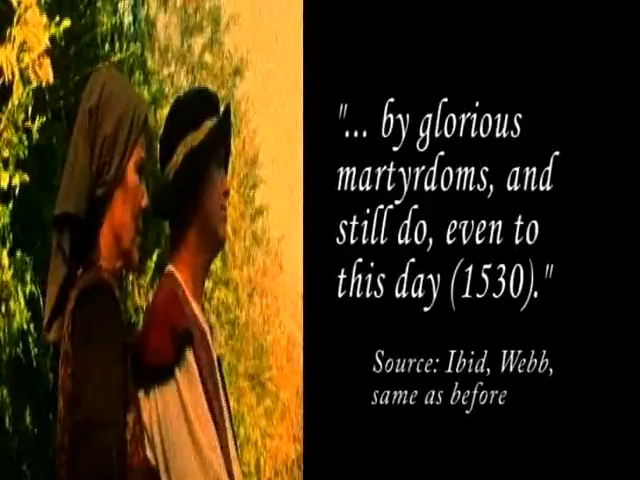 "... by glorious
martyrdoms, and
still do, even to
this day (1530)."
Source: Ibid, Webb,
same as before